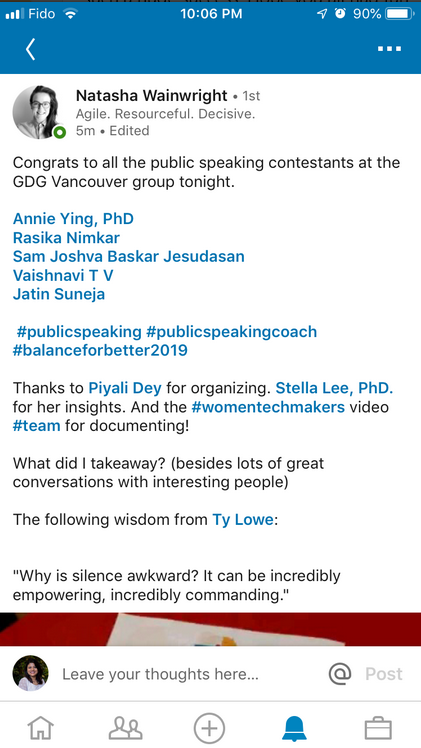 Fido 10:06 PM 90%
Natasha Wainwright • 1st
Agile. Resourceful. Decisive.
5m • Edited
Congrats to all the public speaking contestants at the
GDG Vancouver group tonight.
Annie Ying, PhD
Rasika Nimkar
Sam Joshva Baskar Jesudasan
Vaishnavi T V
Jatin Suneja
#publicspeaking #publicspeakingcoach
#balanceforbetter2019
Thanks to Piyali Dey for organizing. Stella Lee, PhD.
for her insights. And the #womentechmakers video
#team for documenting!
What did I takeaway? (besides lots of great
conversations with interesting people)
The following wisdom from Ty Lowe:
"Why is silence awkward? It can be incredibly
empowering, incredibly commanding."
Leave your thoughts here... @ Post